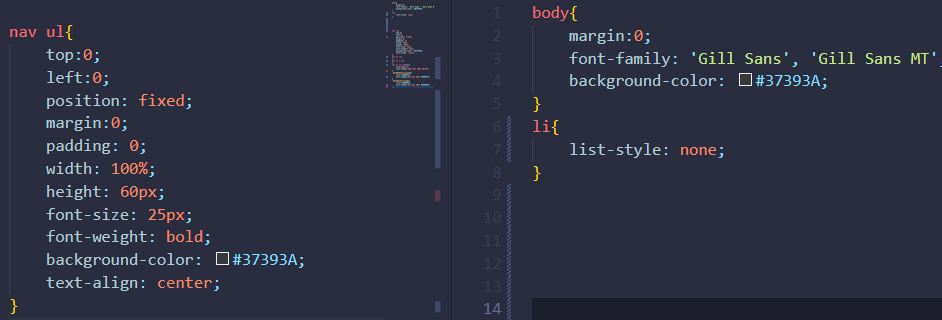 nav ul{
top:0;
left:0;
position: fixed;
margin:0;
padding: 0;
width: 100%;
height: 60px;
font-size: 25px;
font-weight: bold;
background-color: #37393A;
text-align: center;
}
1 body{
2 margin:0;
3 font-family: 'Gill Sans', 'Gill Sans MT',
4 background-color: #37393A;
5 }
6 li{
7 list-style: none;
8 }
9
10
11
12
13
14